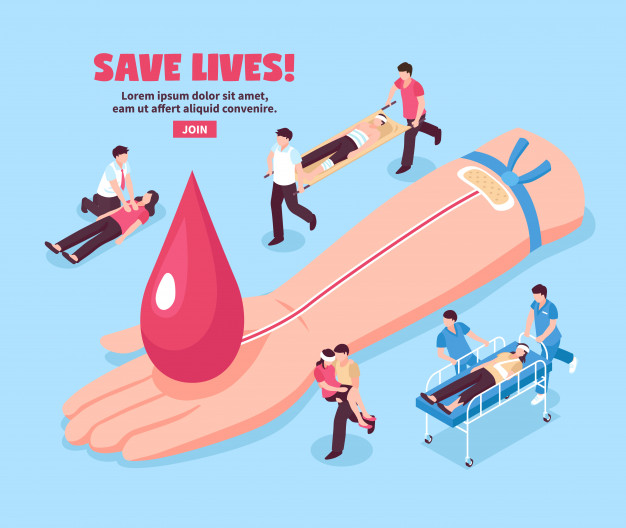 SAVE LIVES!
Lorem ipsum dolor sit amet,
eam ut affert aliquid convenire.
JOIN